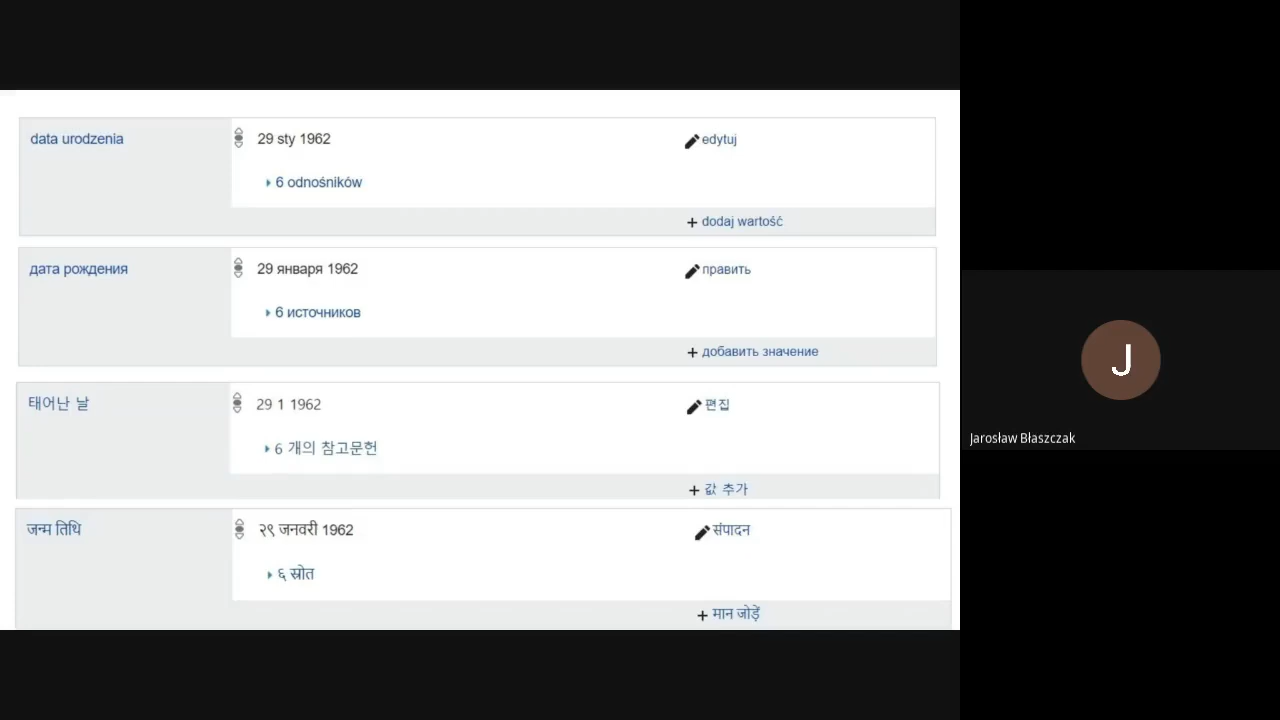 data urodzenia
29 sty 1962
edytuj
6 odnośników
+ dodaj wartość
дата рождения
29 января 1962
править
6 источников
+ добавить значение
태어난 날
29 1 1962
편집
6 개의 참고문헌
+ 값 추가
जन्म तिथि
२९ जनवरी 1962
संपादन
६ स्रोत
+ मान जोड़ें
J
Jarosław Błaszczak